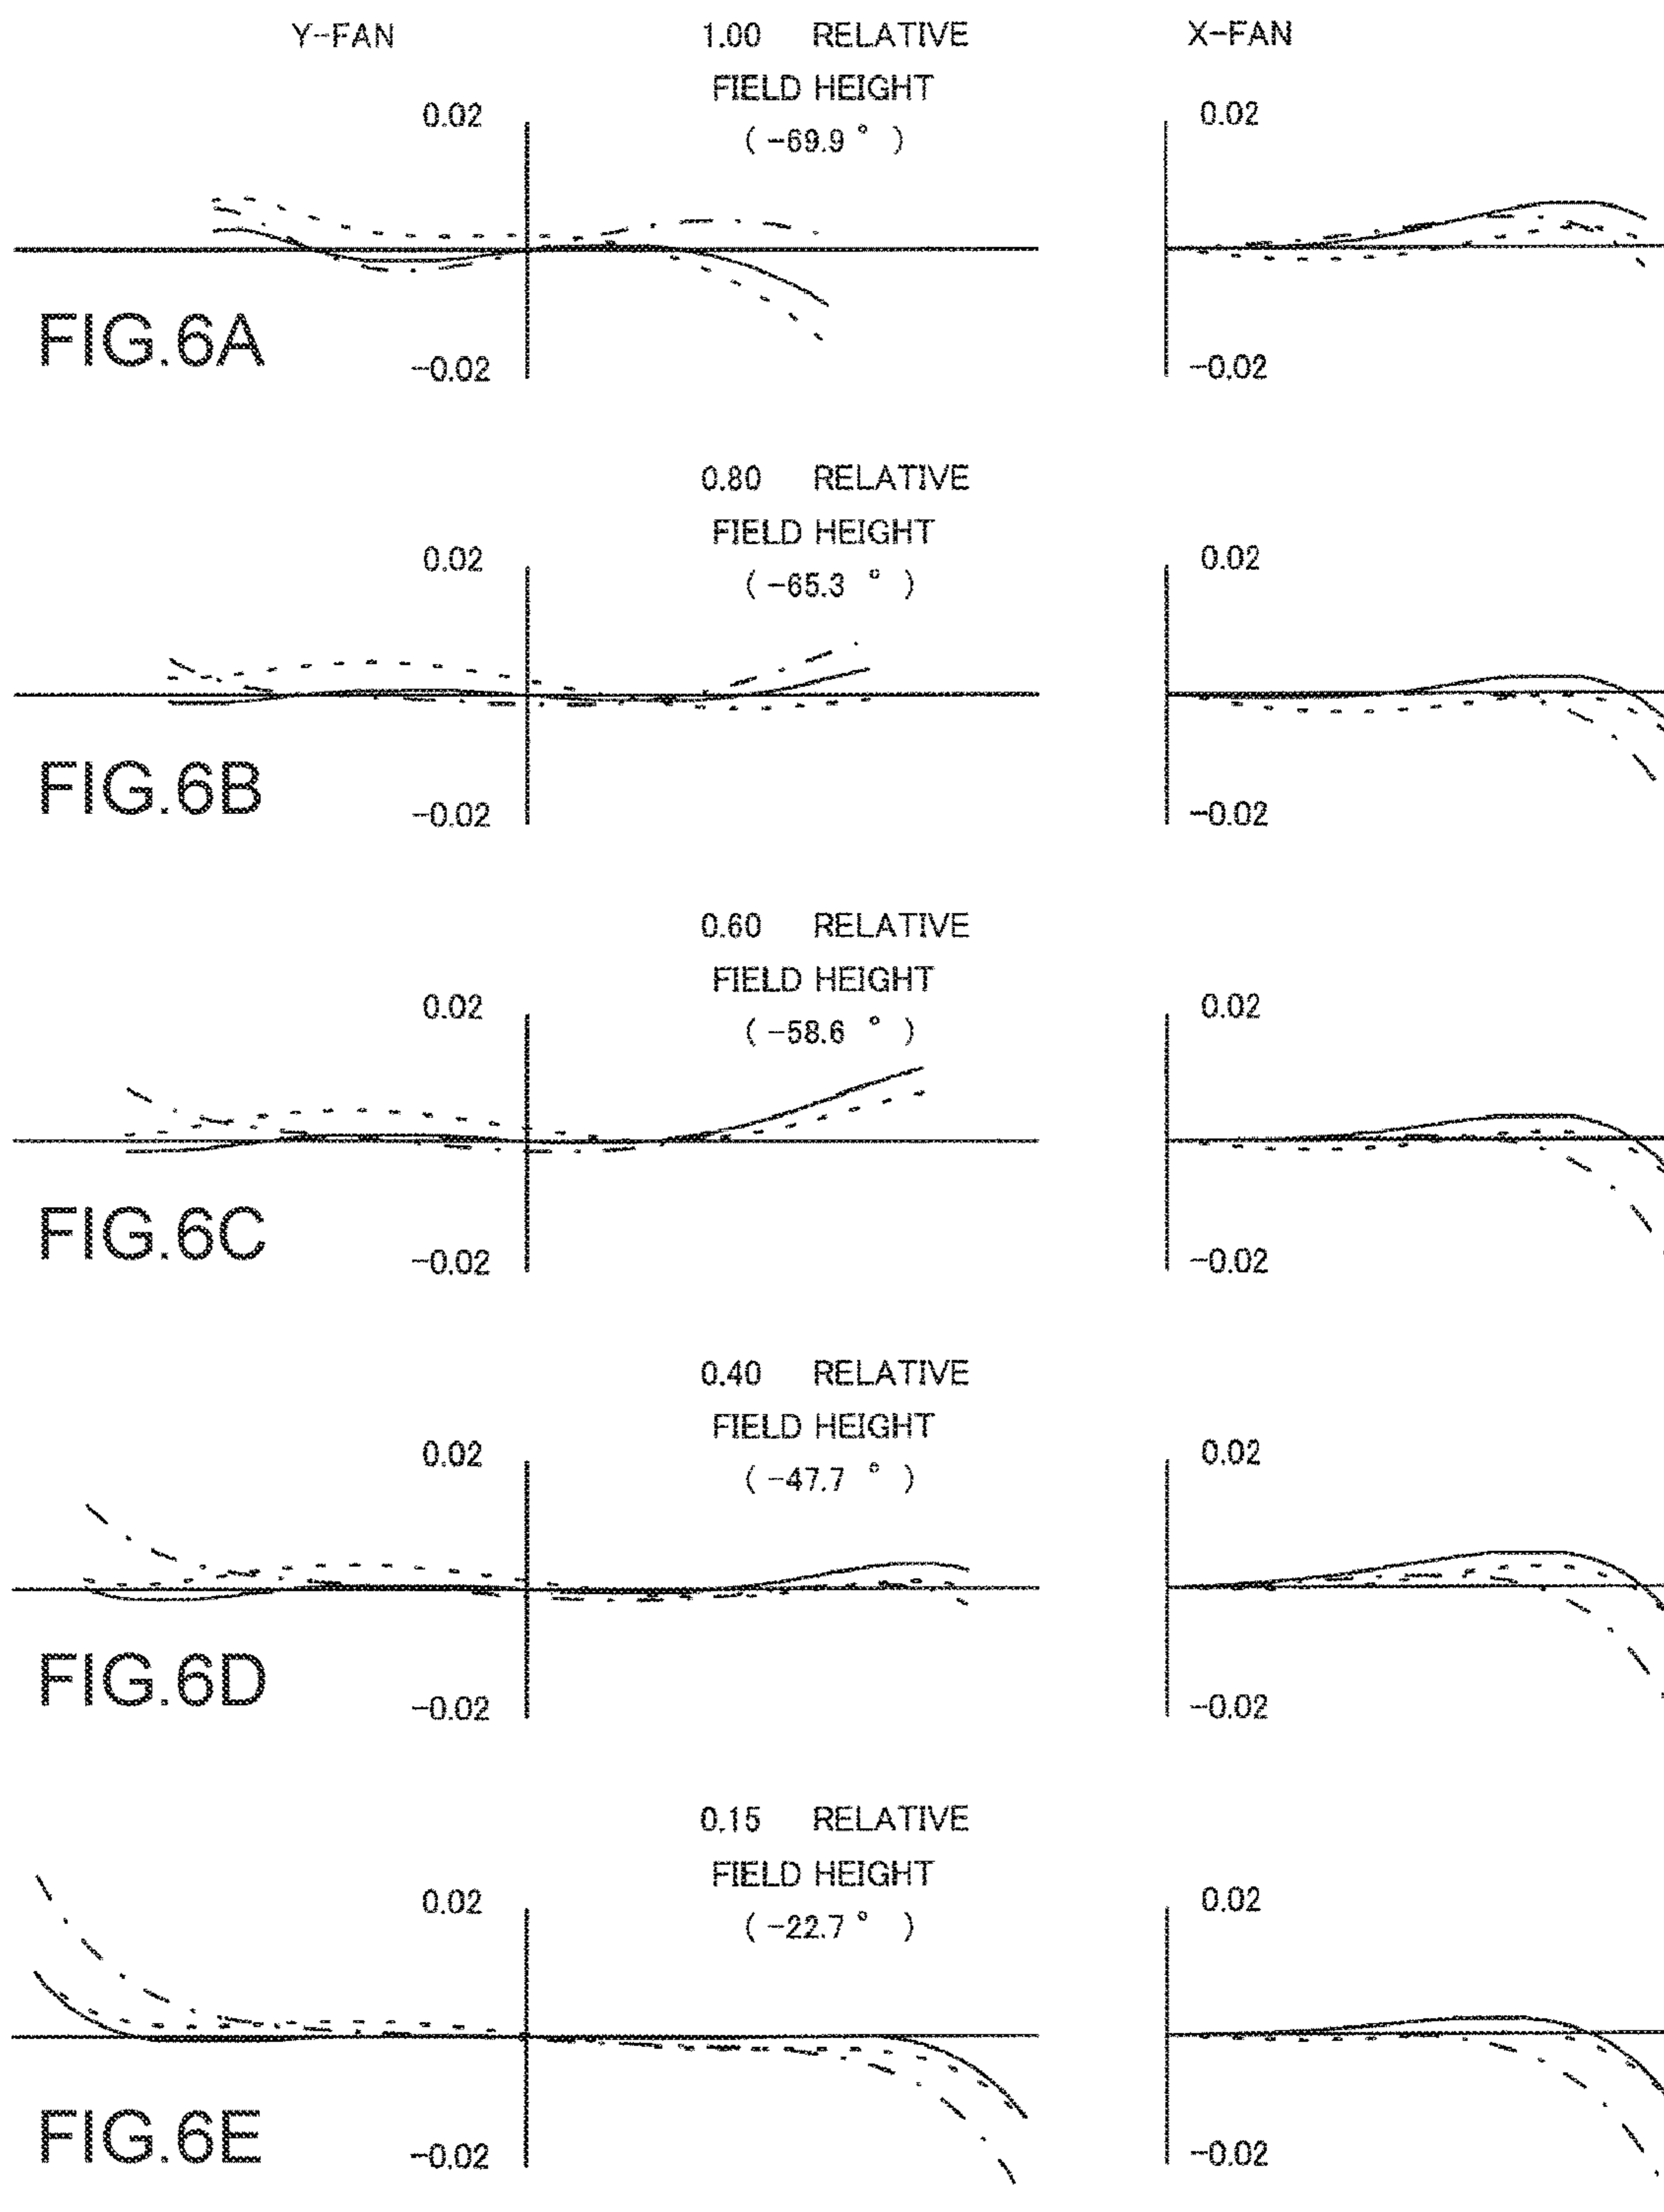 Y-FAN 1.00 RELATIVE X-FAN
FIELD HEIGHT
0.02 (-69.9°) 0.02
FIG.6A
-0.02 -0.02
0.80 RELATIVE
FIELD HEIGHT
0.02 (-65.3°) 0.02
FIG.6B
-0.02 -0.02
0.60 RELATIVE
FIELD HEIGHT
0.02 (-58.6°) 0.02
FIG.6C
-0.02 -0.02
0.40 RELATIVE
FIELD HEIGHT
0.02 (-47.7°) 0.02
FIG.6D
-0.02 -0.02
0.15 RELATIVE
FIELD HEIGHT
0.02 (-22.7°) 0.02
FIG.6E
-0.02 -0.02